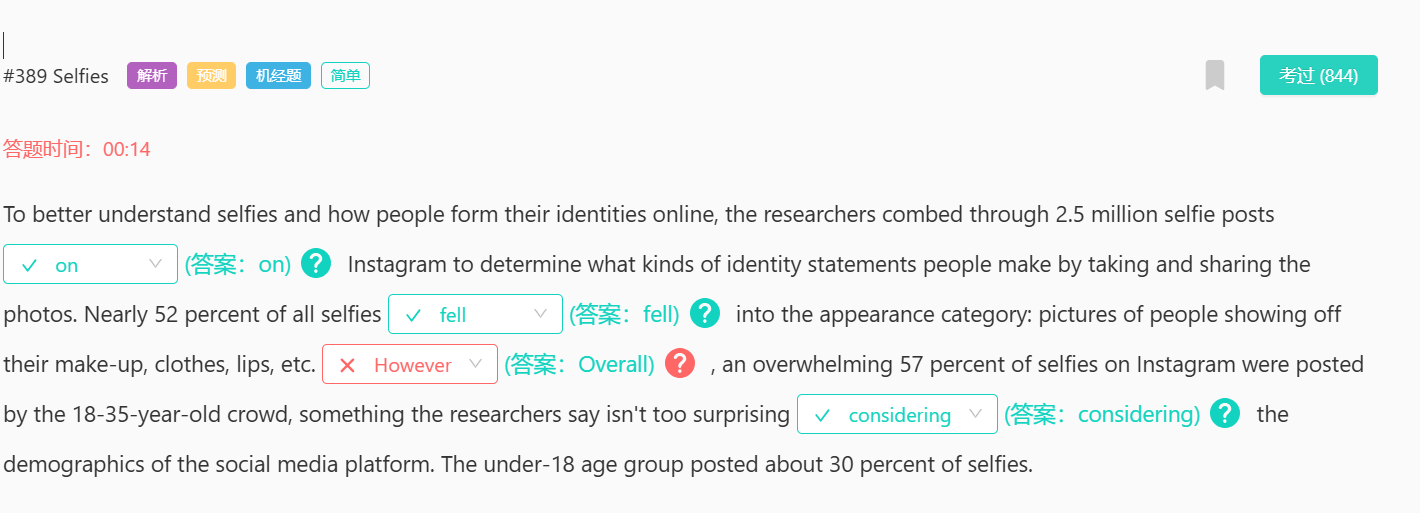 #389 Selfies 解析 预测 机经题 简单 考过 (844)
答题时间：00:14
To better understand selfies and how people form their identities online, the researchers combed through 2.5 million selfie posts
on (答案：on) ? Instagram to determine what kinds of identity statements people make by taking and sharing the
photos. Nearly 52 percent of all selfies fell (答案：fell) ? into the appearance category: pictures of people showing off
their make-up, clothes, lips, etc. However (答案：Overall) ? , an overwhelming 57 percent of selfies on Instagram were posted
by the 18-35-year-old crowd, something the researchers say isn't too surprising considering (答案：considering) ? the
demographics of the social media platform. The under-18 age group posted about 30 percent of selfies.